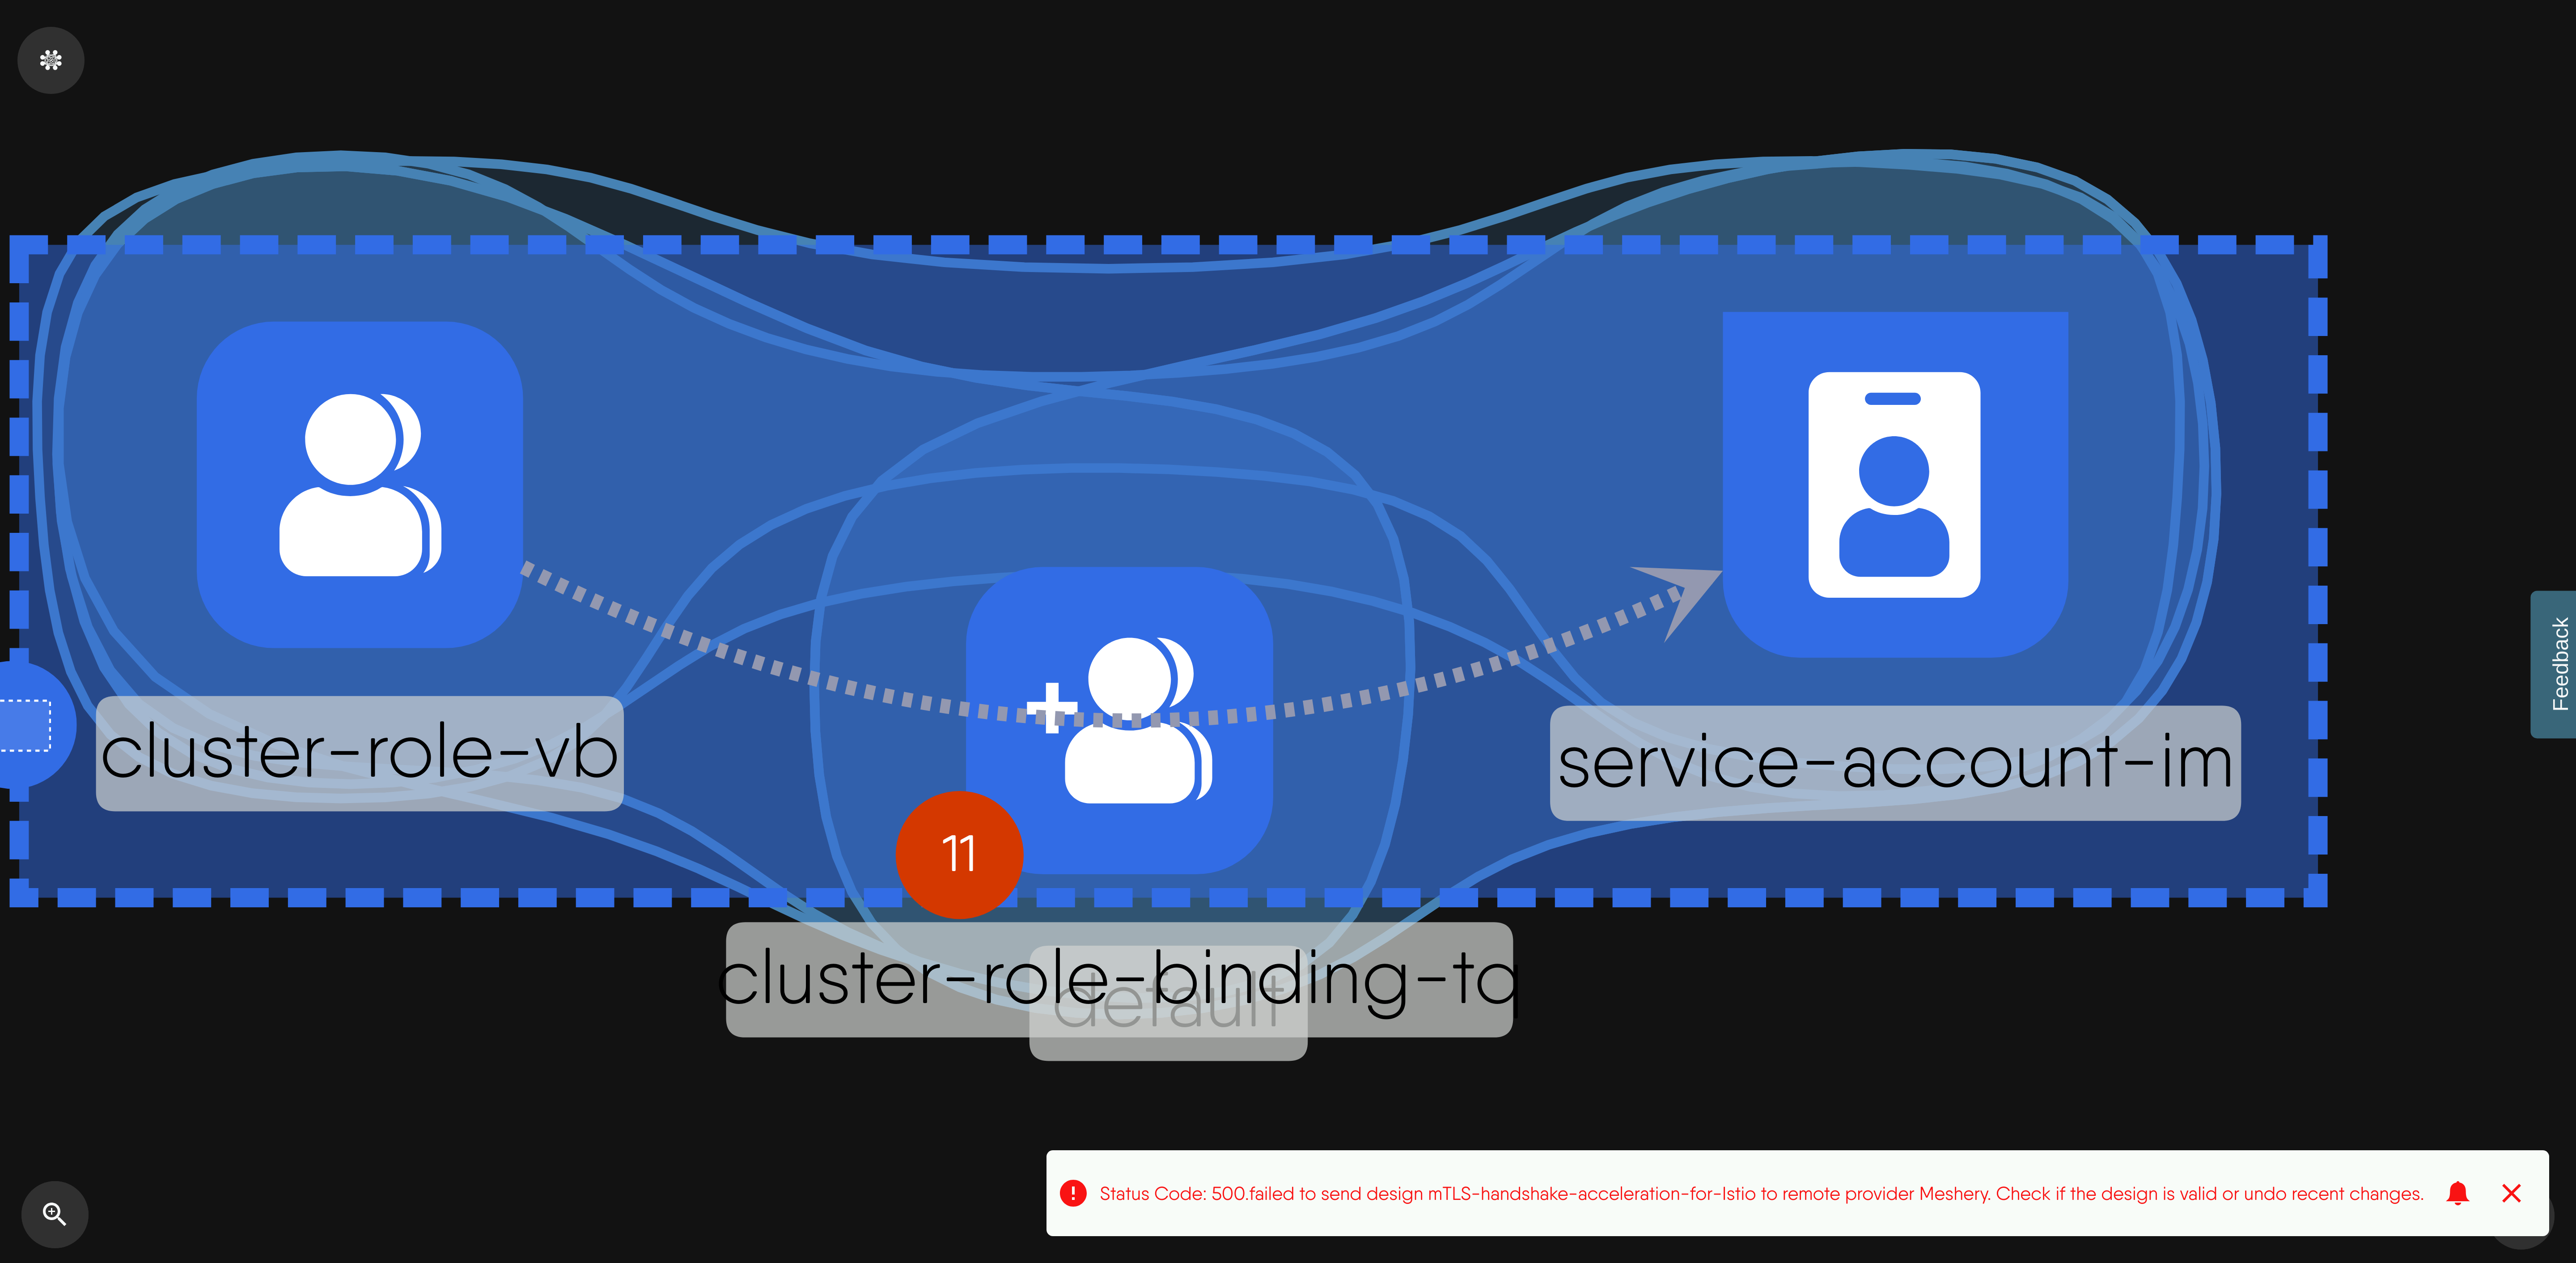 cluster-role-vb
service-account-im
11
cluster-role-binding-tq
default
Feedback
Status Code: 500.failed to send design mTLS-handshake-acceleration-for-Istio to remote provider Meshery. Check if the design is valid or undo recent changes.